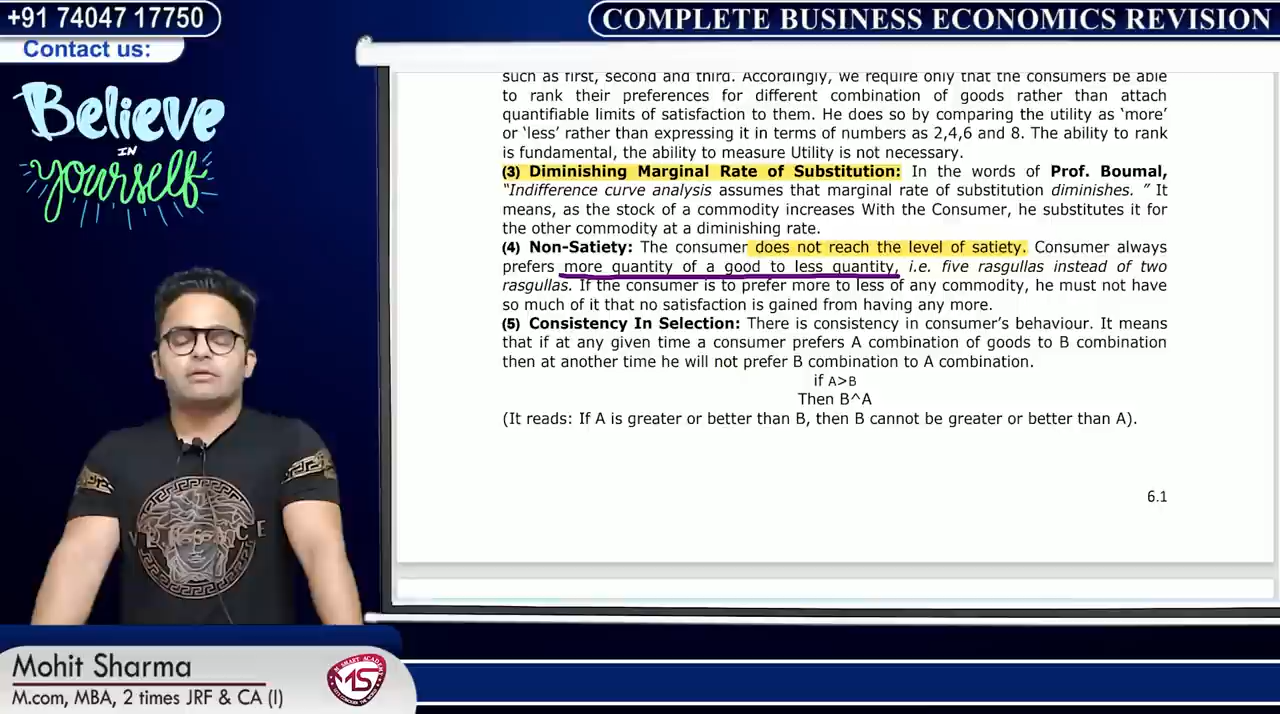 +91 74047 17750
Contact us:
COMPLETE BUSINESS ECONOMICS REVISION
Believe
IN
yourself
such as first, second and third. Accordingly, we require only that the consumers be able
to rank their preferences for different combination of goods rather than attach
quantifiable limits of satisfaction to them. He does so by comparing the utility as ‘more’
or ‘less’ rather than expressing it in terms of numbers as 2,4,6 and 8. The ability to rank
is fundamental, the ability to measure Utility is not necessary.
(3) Diminishing Marginal Rate of Substitution: In the words of Prof. Boumal,
“Indifference curve analysis assumes that marginal rate of substitution diminishes. ” It
means, as the stock of a commodity increases With the Consumer, he substitutes it for
the other commodity at a diminishing rate.
(4) Non-Satiety: The consumer does not reach the level of satiety. Consumer always
prefers more quantity of a good to less quantity, i.e. five rasgullas instead of two
rasgullas. If the consumer is to prefer more to less of any commodity, he must not have
so much of it that no satisfaction is gained from having any more.
(5) Consistency In Selection: There is consistency in consumer’s behaviour. It means
that if at any given time a consumer prefers A combination of goods to B combination
then at another time he will not prefer B combination to A combination.
if A>B
Then B^A
(It reads: If A is greater or better than B, then B cannot be greater or better than A).
6.1
Mohit Sharma
M.com, MBA, 2 times JRF & CA (I)
MS